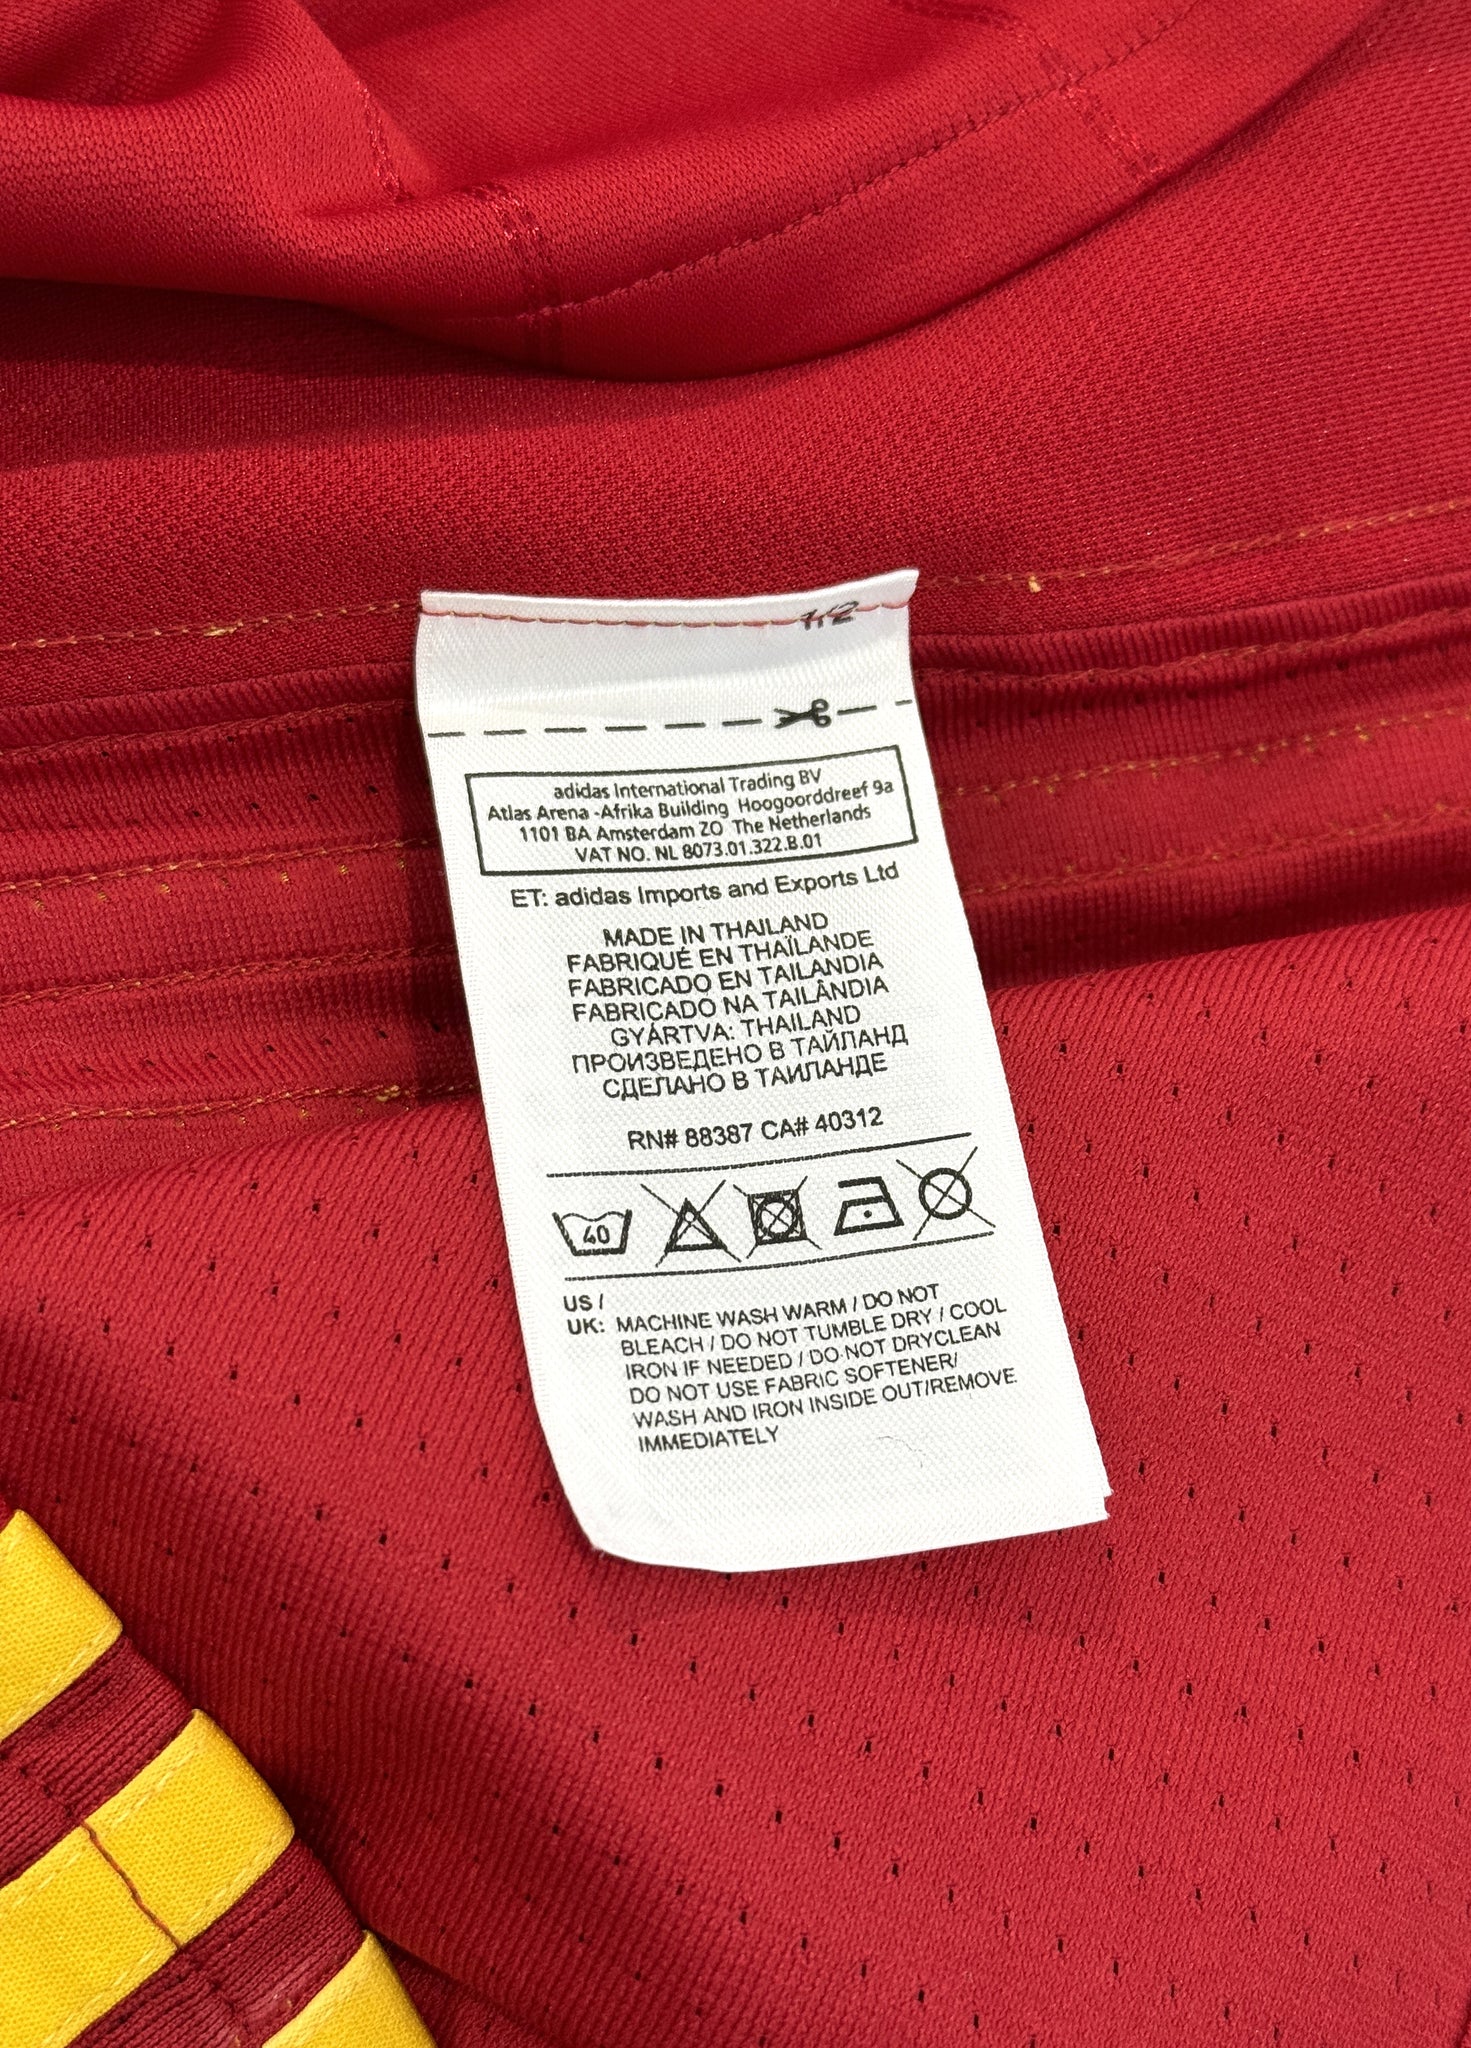 1/2
adidas International Trading BV
Atlas Arena -Afrika Building Hoogoorddreef 9a
1101 BA Amsterdam ZO The Netherlands
VAT NO. NL 8073.01.322.B.01
ET: adidas Imports and Exports Ltd
MADE IN THAILAND
FABRIQUÉ EN THAÏLANDE
FABRICADO EN TAILANDIA
FABRICADO NA TAILÂNDIA
GYÁRTVA: THAILAND
ПРОИЗВЕДЕНО В ТАЙЛАНД
СДЕЛАНО В ТАИЛАНДЕ
RN# 88387 CA# 40312
40
US /
UK: MACHINE WASH WARM / DO NOT
BLEACH / DO NOT TUMBLE DRY / COOL
IRON IF NEEDED / DO NOT DRYCLEAN
DO NOT USE FABRIC SOFTENER/
WASH AND IRON INSIDE OUT/REMOVE
IMMEDIATELY